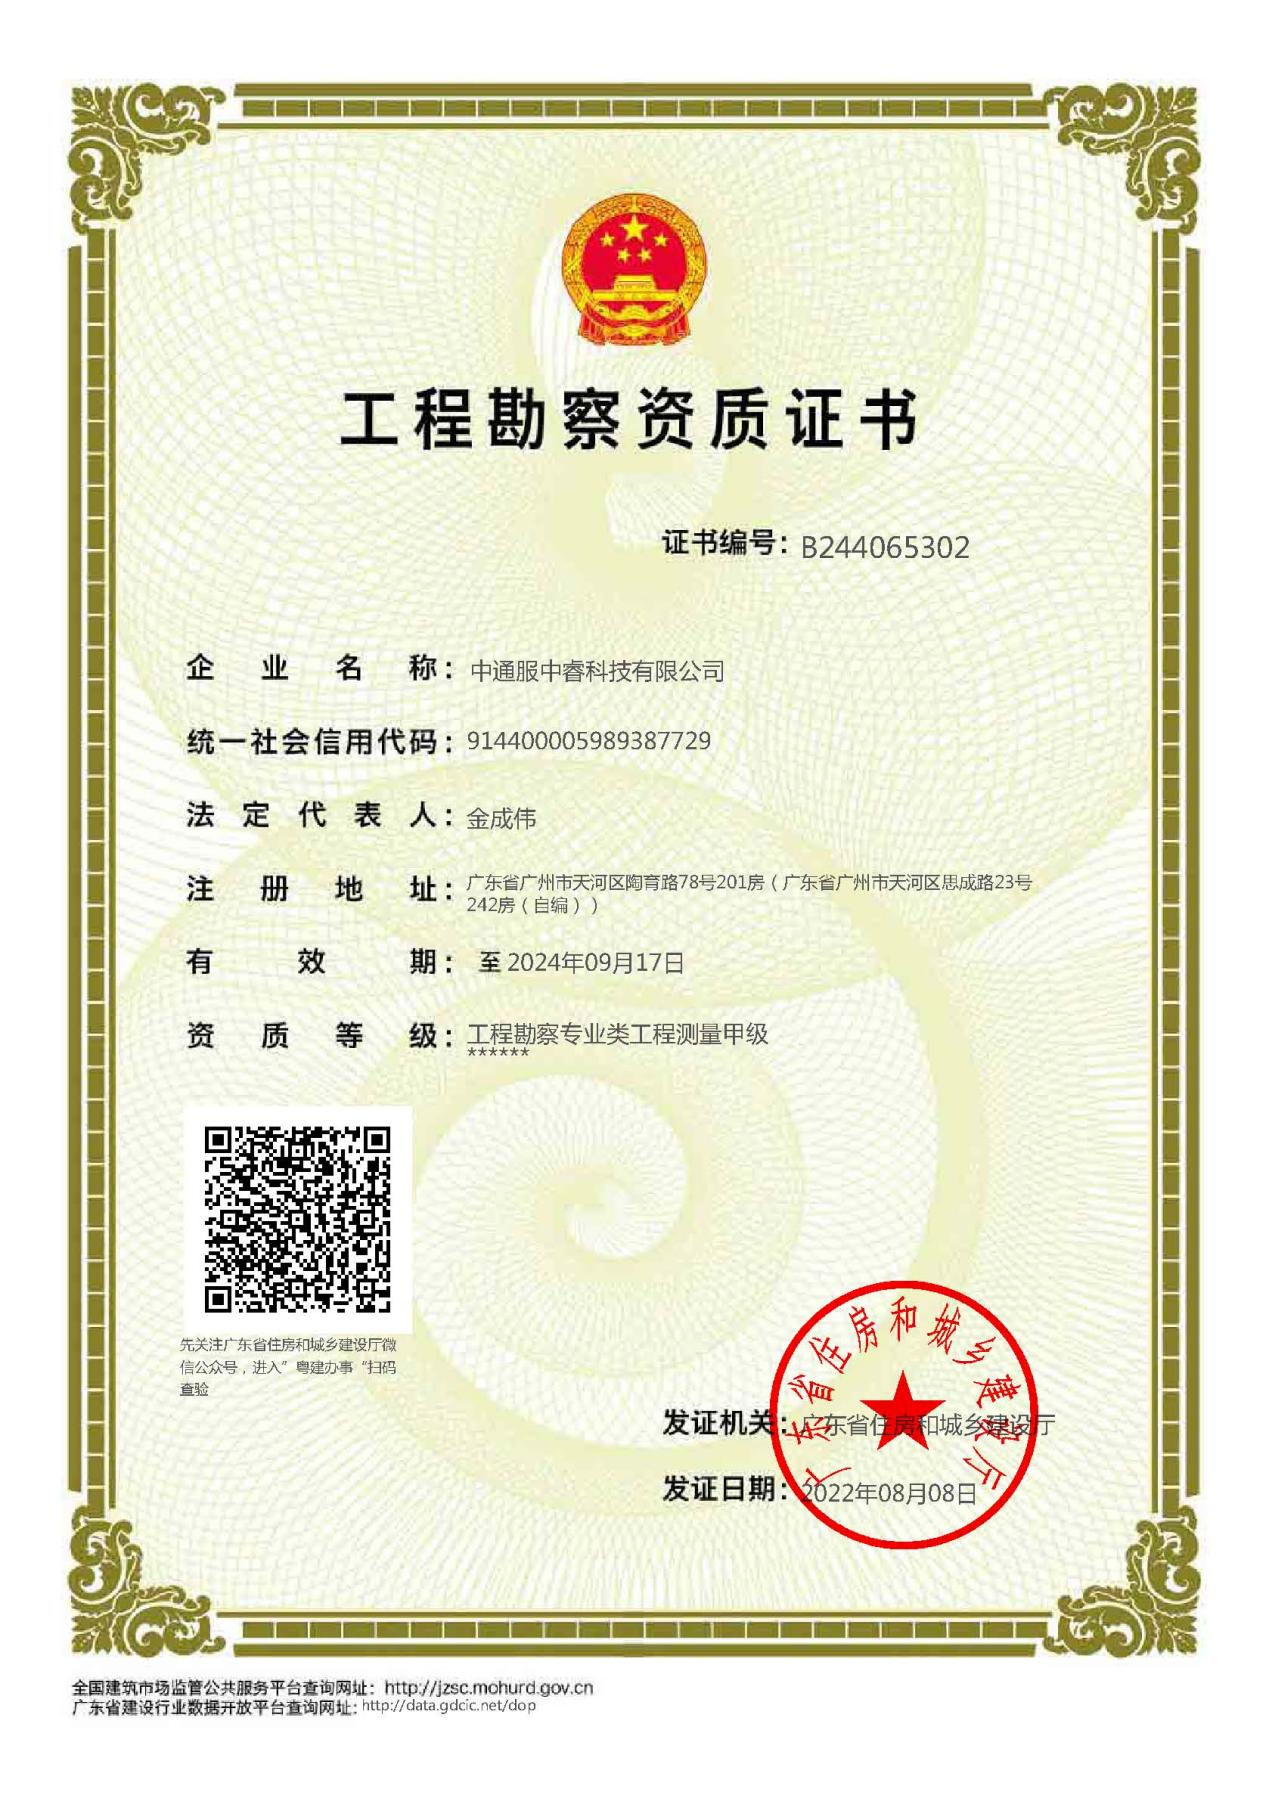 工程勘察资质证书
证书编号：B244065302
企业名称：中通服中睿科技有限公司
统一社会信用代码：914400005989387729
法定代表人：金成伟
注册地址：广东省广州市天河区陶育路78号201房（广东省广州市天河区思成路23号
242房（自编））
有效期：至2024年09月17日
资质等级：工程勘察专业类工程测量甲级
******
先关注广东省住房和城乡建设厅微
信公众号，进入”粤建办事“扫码
查验
广东省住房和城乡建设厅
发证机关：广东省住房和城乡建设厅
发证日期：2022年08月08日
全国建筑市场监管公共服务平台查询网址：http://jzsc.mohurd.gov.cn
广东省建设行业数据开放平台查询网址：http://data.gdcic.net/dop